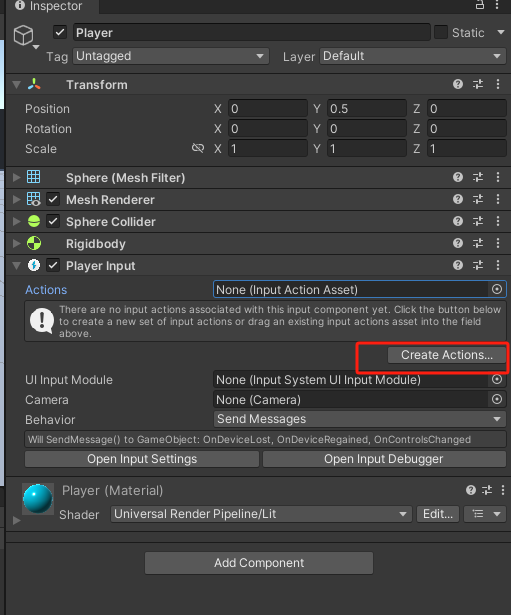 Inspector
Player
Static
Tag Untagged Layer Default
Transform
Position X 0 Y 0.5 Z 0
Rotation X 0 Y 0 Z 0
Scale X 1 Y 1 Z 1
Sphere (Mesh Filter)
Mesh Renderer
Sphere Collider
Rigidbody
Player Input
Actions None (Input Action Asset)
There are no input actions associated with this input component yet. Click the button below
to create a new set of input actions or drag an existing input actions asset into the field
above.
Create Actions...
UI Input Module None (Input System UI Input Module)
Camera None (Camera)
Behavior Send Messages
Will SendMessage() to GameObject: OnDeviceLost, OnDeviceRegained, OnControlsChanged
Open Input Settings Open Input Debugger
Player (Material)
Shader Universal Render Pipeline/Lit Edit...
Add Component